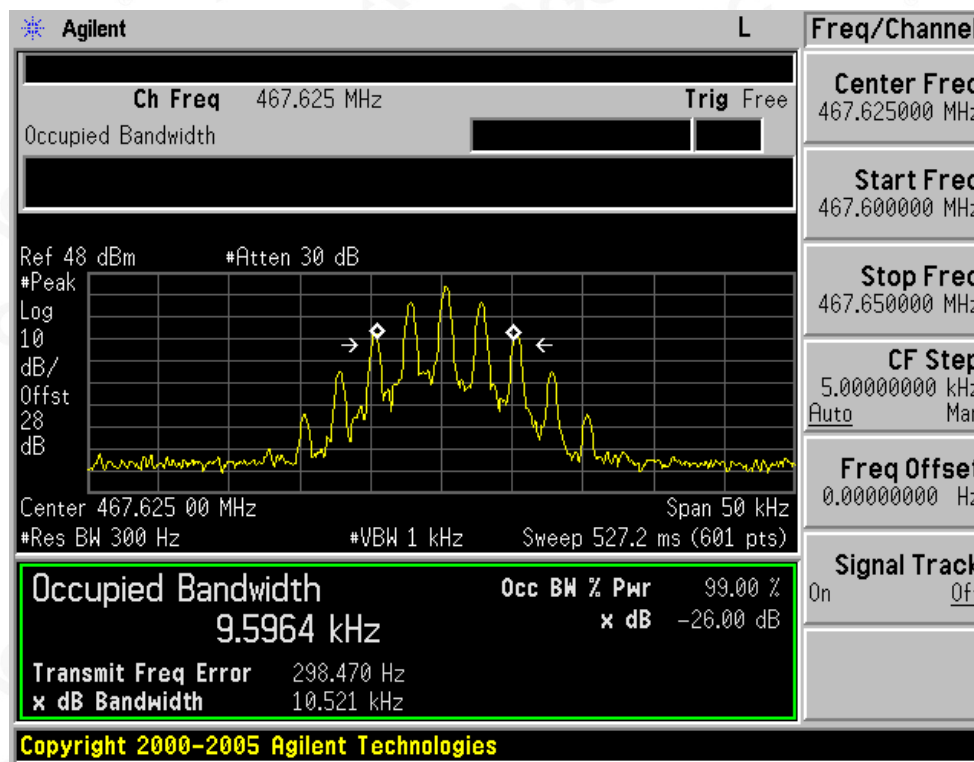 Agilent L Freq/Channel
Ch Freq 467.625 MHz Trig Free
Occupied Bandwidth
Center Freq
467.625000 MHz
Start Freq
467.600000 MHz
Stop Freq
467.650000 MHz
CF Step
5.00000000 kHz
Auto Man
Freq Offset
0.00000000 Hz
Signal Track
On Off
Ref 48 dBm #Atten 30 dB
#Peak
Log
10
dB/
Offst
28
dB
Center 467.625 00 MHz Span 50 kHz
#Res BW 300 Hz #VBW 1 kHz Sweep 527.2 ms (601 pts)
Occupied Bandwidth Occ BW % Pwr 99.00 %
9.5964 kHz x dB -26.00 dB
Transmit Freq Error 298.470 Hz
x dB Bandwidth 10.521 kHz
Copyright 2000-2005 Agilent Technologies